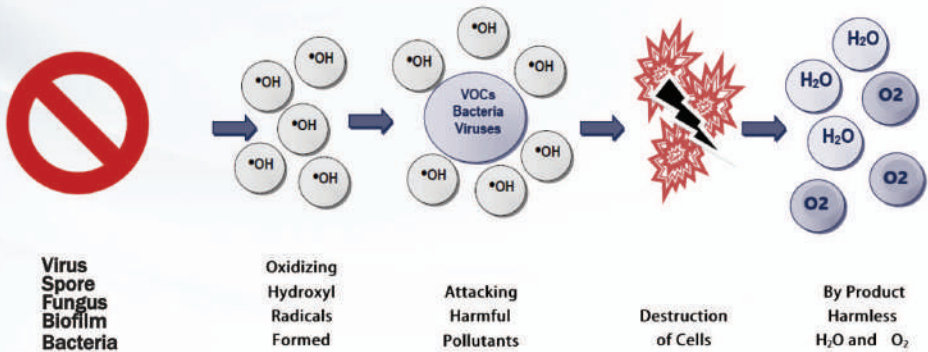 •OH
•OH
•OH
•OH
•OH
•OH
•OH
•OH
•OH
VOCs
Bacteria
Viruses
•OH
•OH
•OH
H₂O
H₂O
O2
H₂O
O2
O2
Virus
Spore
Fungus
Biofilm
Bacteria
Oxidizing
Hydroxyl
Radicals
Formed
Attacking
Harmful
Pollutants
Destruction
of Cells
By Product
Harmless
H₂O and O₂